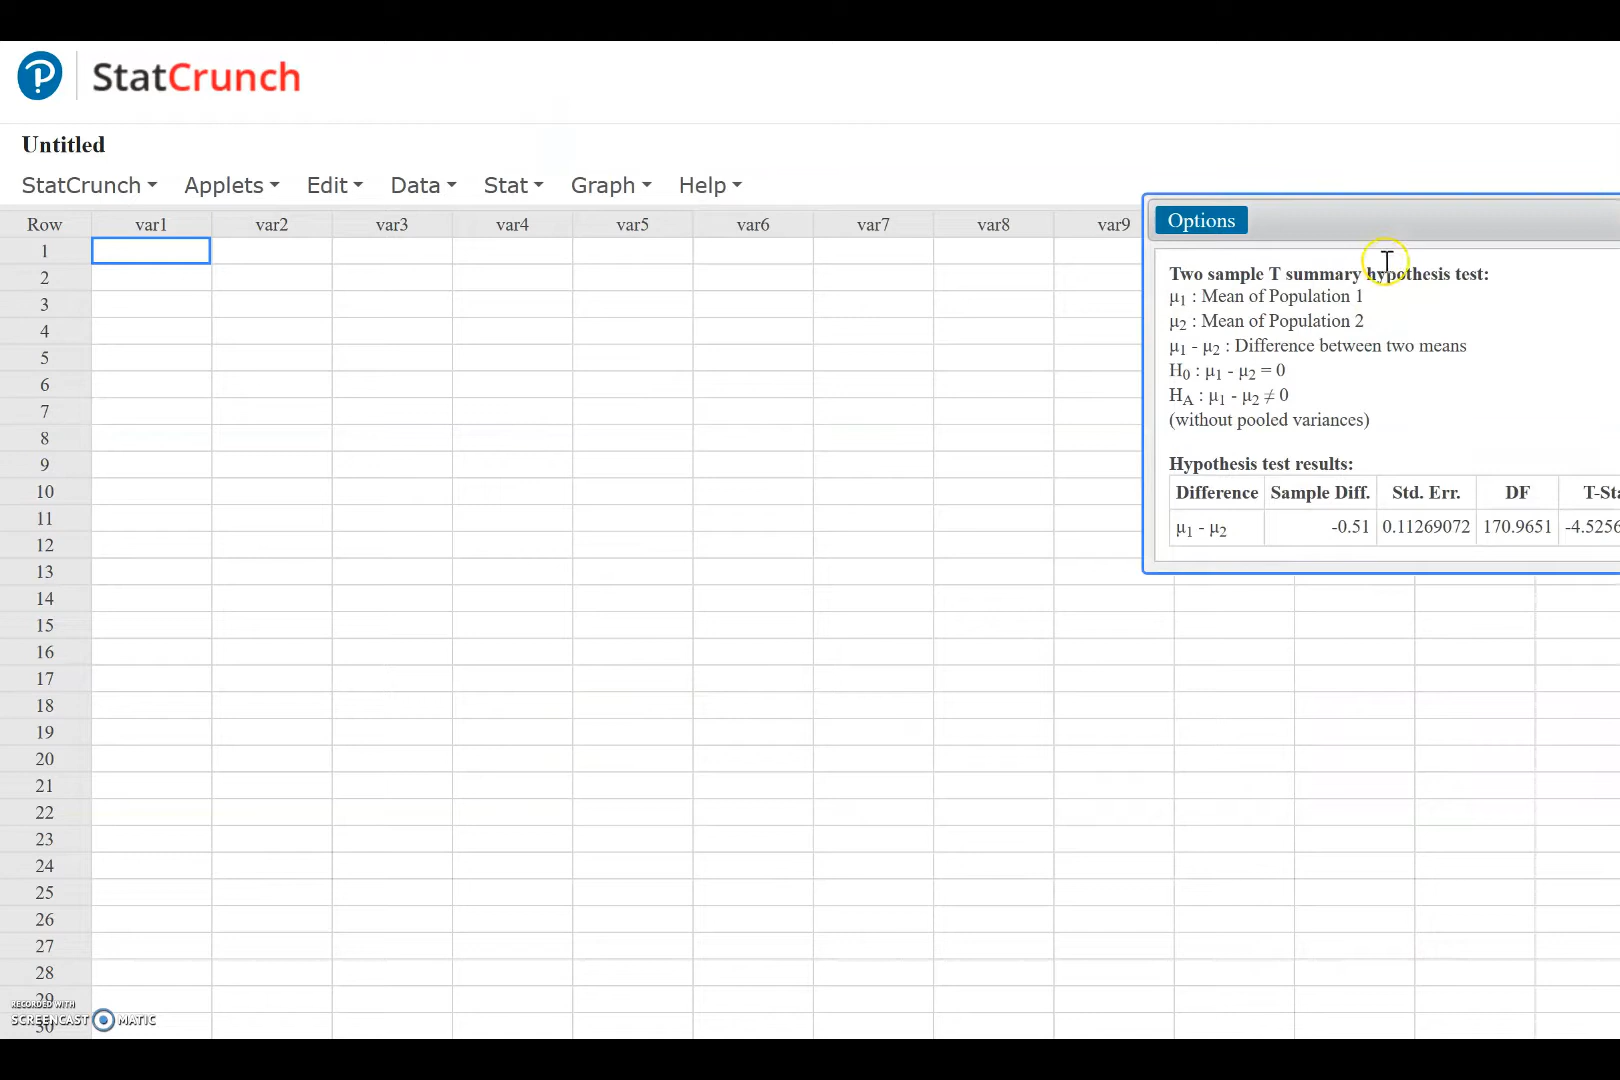 StatCrunch
Untitled
StatCrunch Applets Edit Data Stat Graph Help
Row var1 var2 var3 var4 var5 var6 var7 var8 var9
Options
Two sample T summary hypothesis test:
μ1 : Mean of Population 1
μ2 : Mean of Population 2
μ1 - μ2 : Difference between two means
H0 : μ1 - μ2 = 0
HA : μ1 - μ2 ≠ 0
(without pooled variances)
Hypothesis test results:
Difference Sample Diff. Std. Err. DF T-Sta
μ1 - μ2 -0.51 0.11269072 170.9651 -4.5256
1
2
3
4
5
6
7
8
9
10
11
12
13
14
15
16
17
18
19
20
21
22
23
24
25
26
27
28
29
30
RECORDED WITH
SCREENCAST MATIC